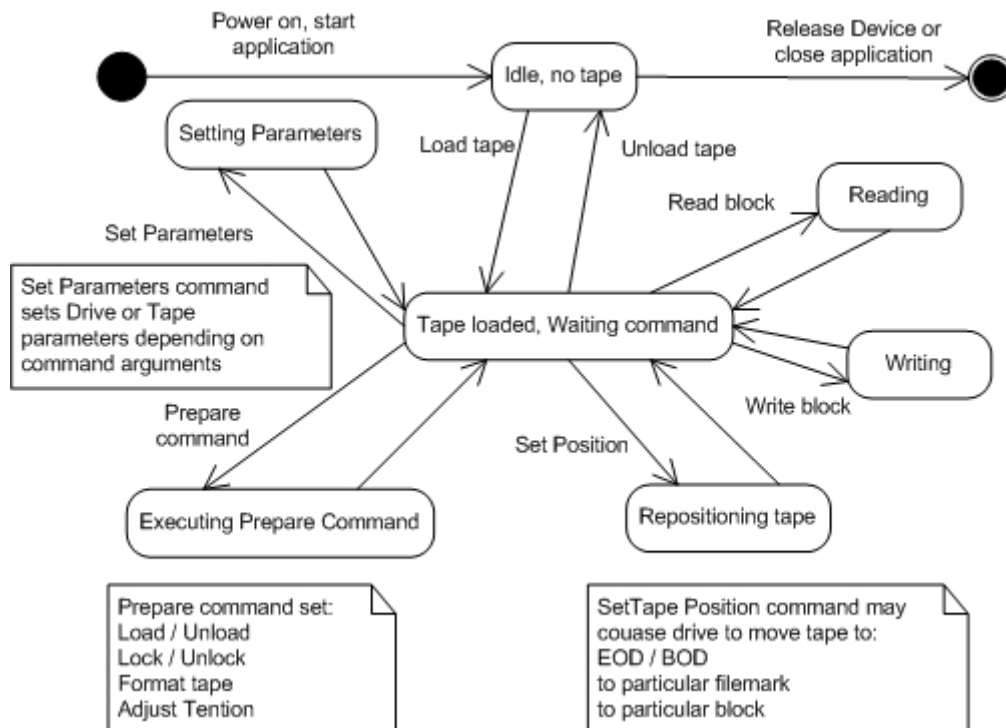 Power on, start
application
Release Device or
close application
Idle, no tape
Setting Parameters
Load tape
Unload tape
Read block
Reading
Set Parameters
Set Parameters command
sets Drive or Tape
parameters depending on
command arguments
Tape loaded, Waiting command
Writing
Write block
Prepare
command
Set Position
Executing Prepare Command
Repositioning tape
Prepare command set:
Load / Unload
Lock / Unlock
Format tape
Adjust Tention
SetTape Position command may
couase drive to move tape to:
EOD / BOD
to particular filemark
to particular block